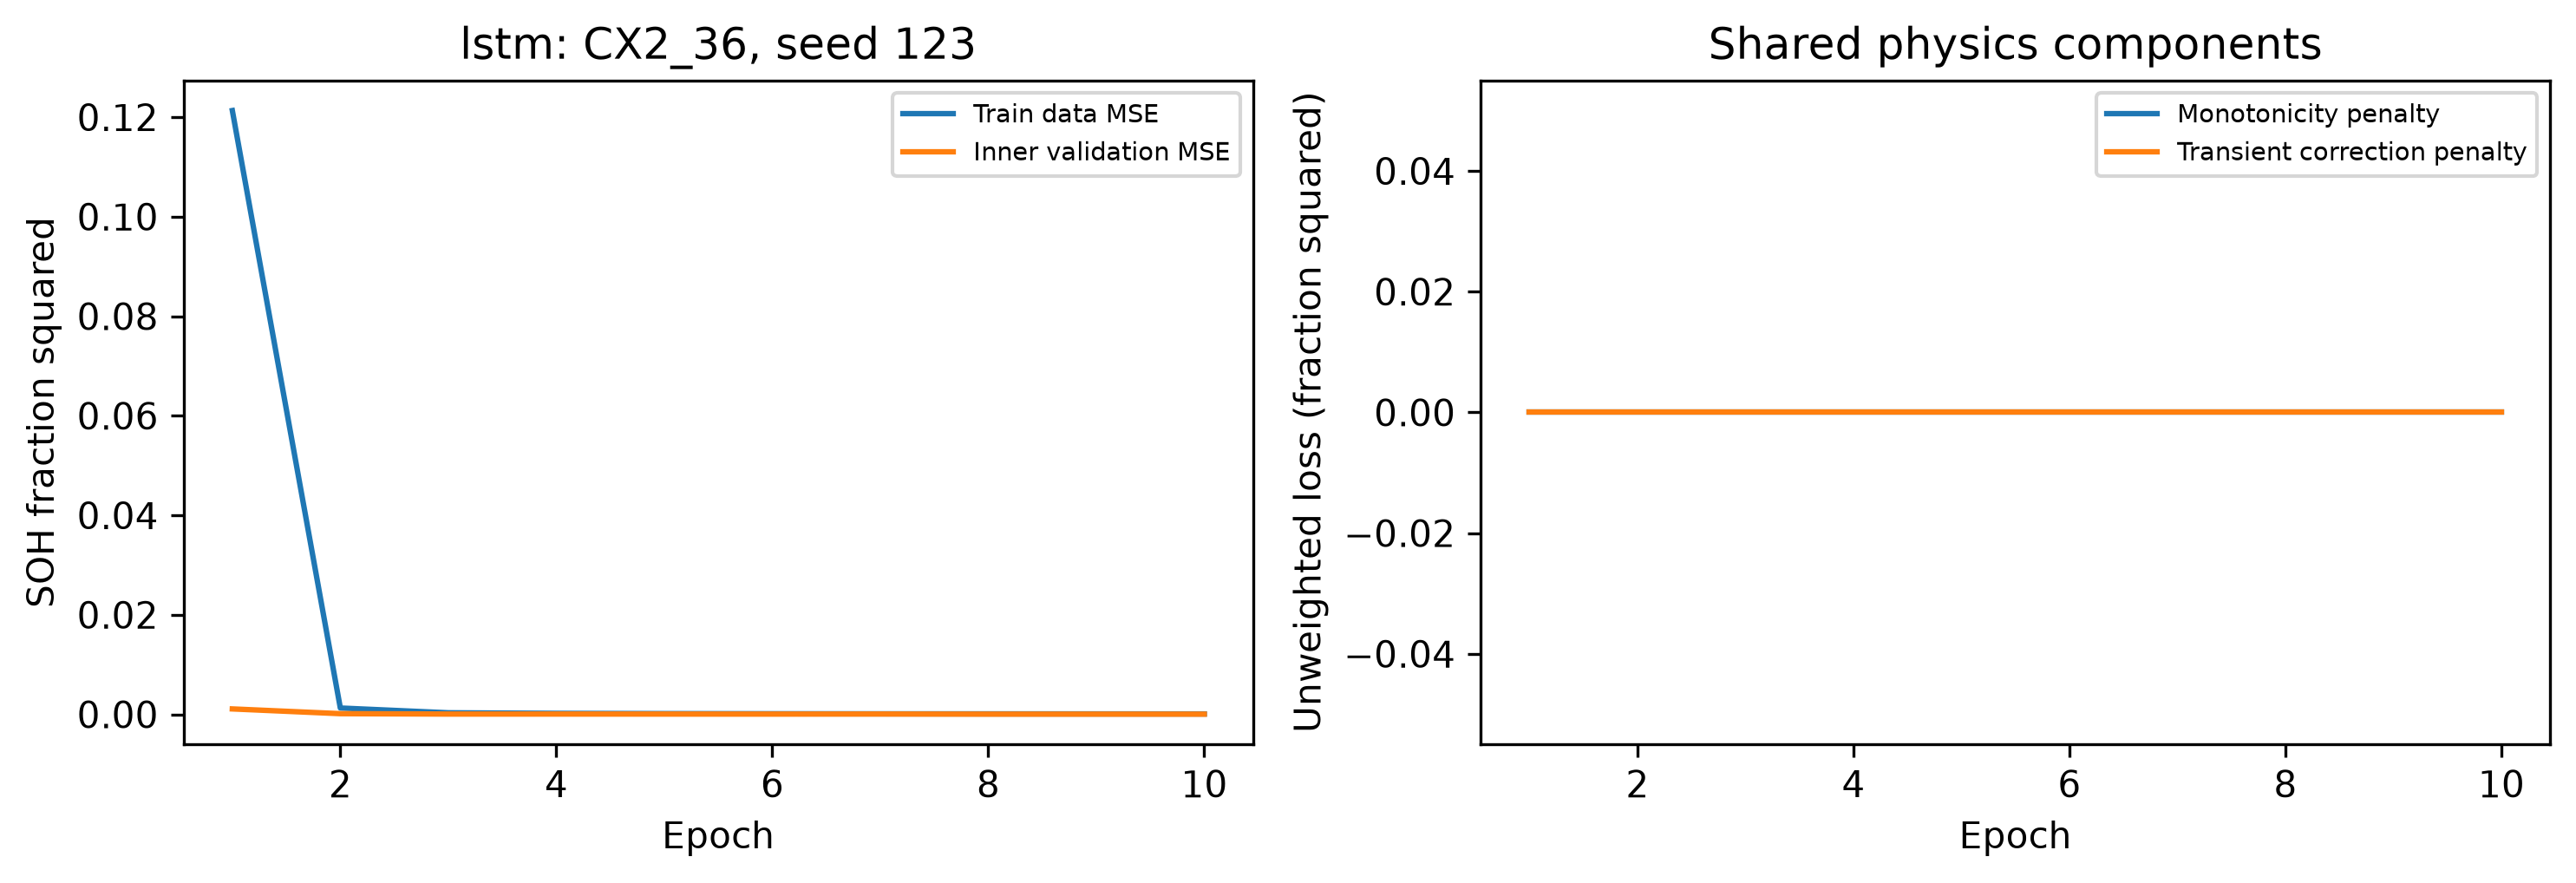 lstm: CX2_36, seed 123
SOH fraction squared
0.12
0.10
0.08
0.06
0.04
0.02
0.00
Train data MSE
Inner validation MSE
2 4 6 8 10
Epoch
Shared physics components
Unweighted loss (fraction squared)
0.04
0.02
0.00
−0.02
−0.04
Monotonicity penalty
Transient correction penalty
2 4 6 8 10
Epoch